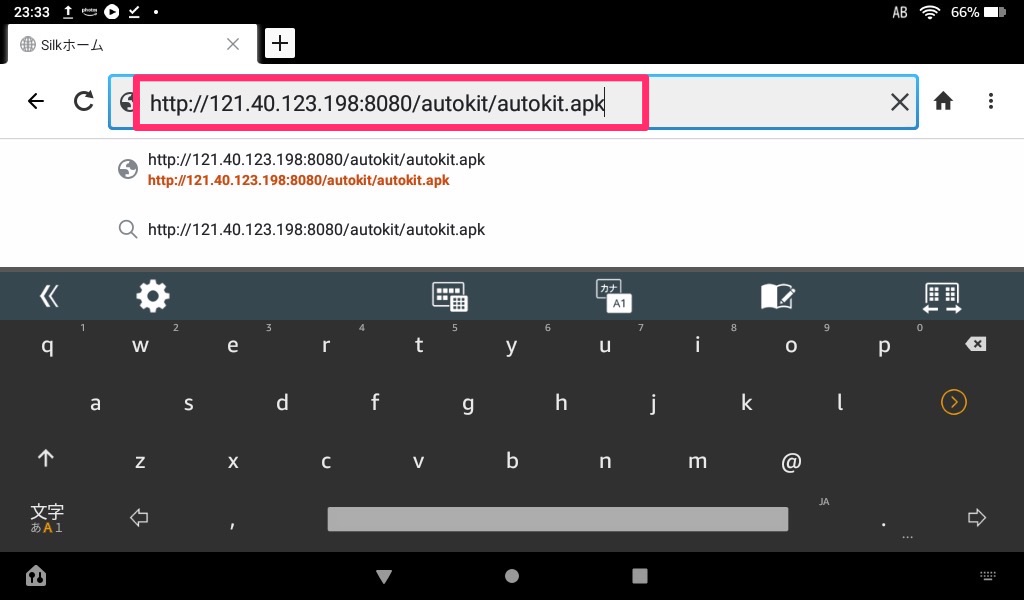 23:33
photos
AB
66%
Silkホーム
http://121.40.123.198:8080/autokit/autokit.apk
http://121.40.123.198:8080/autokit/autokit.apk
http://121.40.123.198:8080/autokit/autokit.apk
http://121.40.123.198:8080/autokit/autokit.apk
カナ
A1
1 2 3 4 5 6 7 8 9 0
q w e r t y u i o p
a s d f g h j k l
z x c v b n m @
文字
あA1
, JA . ...